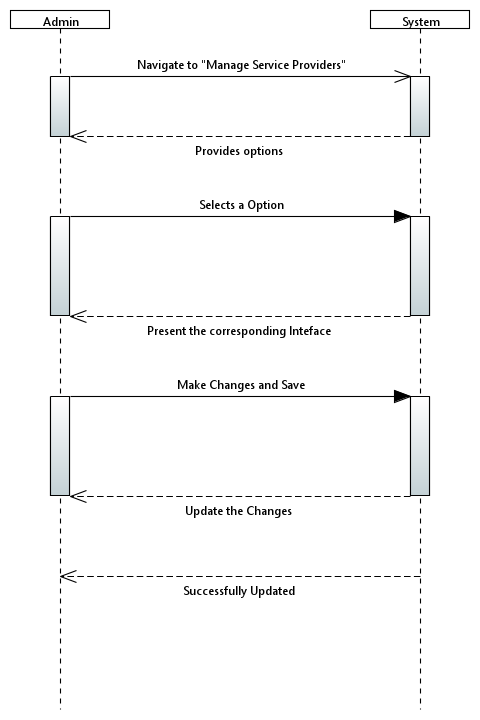 Admin
System
Navigate to "Manage Service Providers"
Provides options
Selects a Option
Present the corresponding Inteface
Make Changes and Save
Update the Changes
Successfully Updated